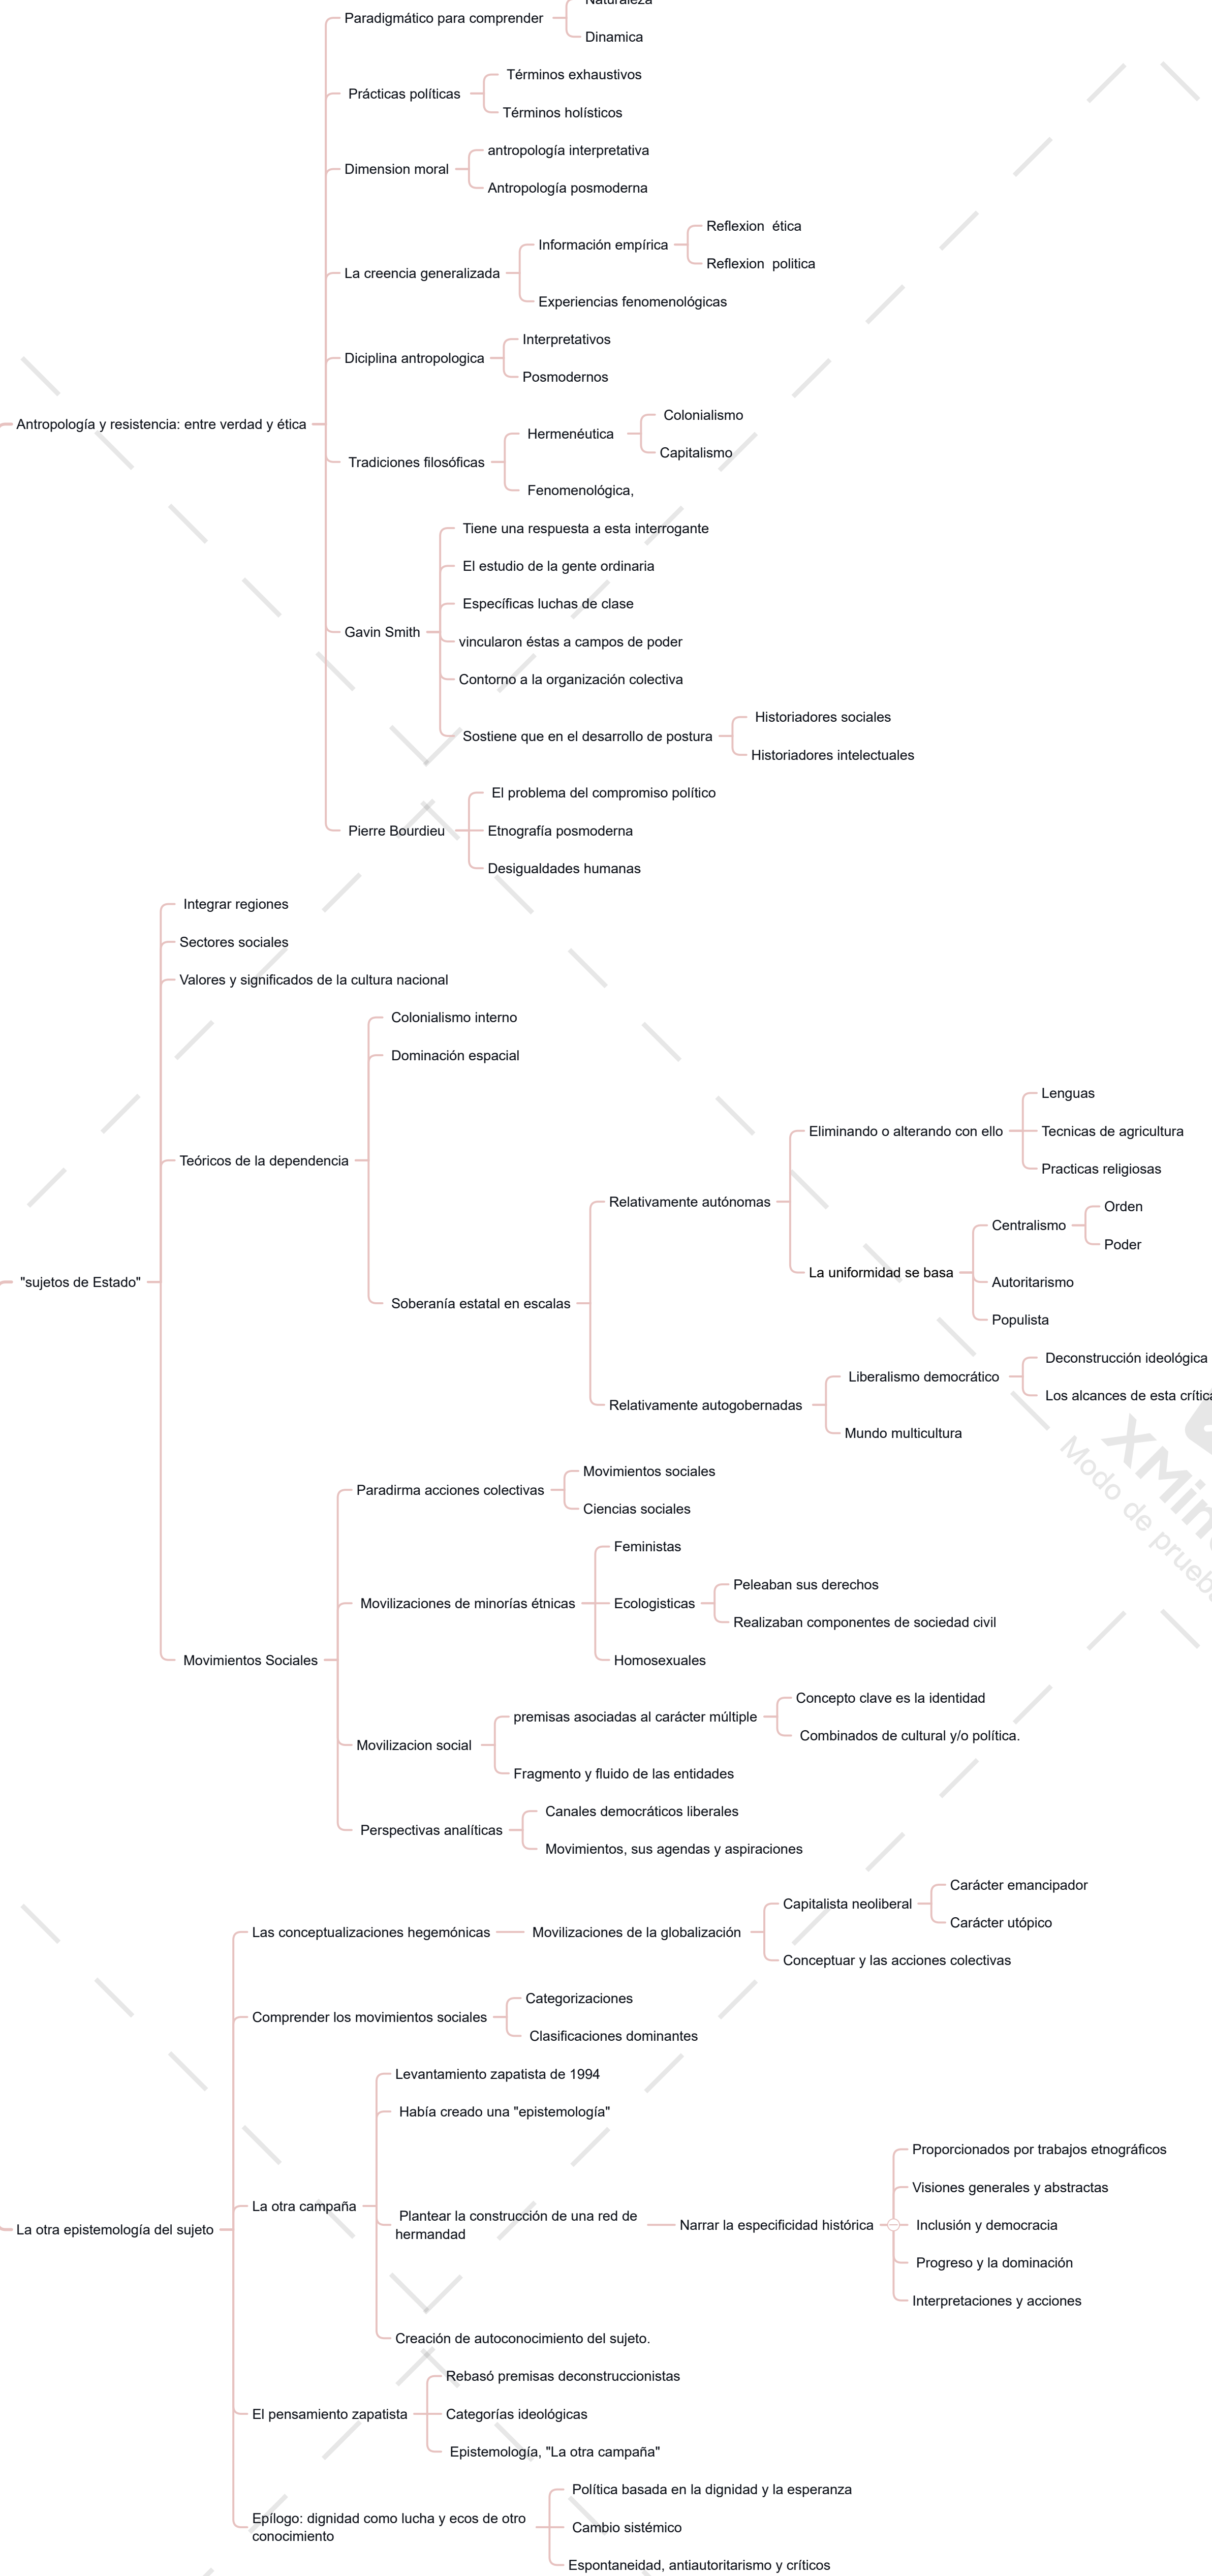 Naturaleza
Paradigmático para comprender
Dinamica
Términos exhaustivos
Prácticas políticas
Términos holísticos
antropología interpretativa
Dimension moral
Antropología posmoderna
Reflexion  ética
Información empírica
Reflexion  politica
La creencia generalizada
Experiencias fenomenológicas
Interpretativos
Diciplina antropologica
Posmodernos
Colonialismo
Antropología y resistencia: entre verdad y ética
Hermenéutica
Capitalismo
Tradiciones filosóficas
Fenomenológica,
Tiene una respuesta a esta interrogante
El estudio de la gente ordinaria
Específicas luchas de clase
Gavin Smith
vincularon éstas a campos de poder
Contorno a la organización colectiva
Historiadores sociales
Sostiene que en el desarrollo de postura
Historiadores intelectuales
El problema del compromiso político
Pierre Bourdieu
Etnografía posmoderna
Desigualdades humanas
Integrar regiones
Sectores sociales
Valores y significados de la cultura nacional
Colonialismo interno
Dominación espacial
Lenguas
Eliminando o alterando con ello
Tecnicas de agricultura
Teóricos de la dependencia
Practicas religiosas
Relativamente autónomas
Orden
Centralismo
Poder
La uniformidad se basa
"sujetos de Estado"
Autoritarismo
Soberanía estatal en escalas
Populista
Deconstrucción ideológica
Liberalismo democrático
Los alcances de esta crítica
Relativamente autogobernadas
Mundo multicultura
XMin
Modo de prueba
Movimientos sociales
Paradirma acciones colectivas
Ciencias sociales
Feministas
Peleaban sus derechos
Movilizaciones de minorías étnicas
Ecologisticas
Realizaban componentes de sociedad civil
Movimientos Sociales
Homosexuales
Concepto clave es la identidad
premisas asociadas al carácter múltiple
Combinados de cultural y/o política.
Movilizacion social
Fragmento y fluido de las entidades
Canales democráticos liberales
Perspectivas analíticas
Movimientos, sus agendas y aspiraciones
Carácter emancipador
Capitalista neoliberal
Carácter utópico
Las conceptualizaciones hegemónicas
Movilizaciones de la globalización
Conceptuar y las acciones colectivas
Categorizaciones
Comprender los movimientos sociales
Clasificaciones dominantes
Levantamiento zapatista de 1994
Había creado una "epistemología"
Proporcionados por trabajos etnográficos
Visiones generales y abstractas
La otra campaña
Plantear la construcción de una red de
hermandad
Narrar la especificidad histórica
Inclusión y democracia
La otra epistemología del sujeto
Progreso y la dominación
Interpretaciones y acciones
Creación de autoconocimiento del sujeto.
Rebasó premisas deconstruccionistas
El pensamiento zapatista
Categorías ideológicas
Epistemología, "La otra campaña"
Política basada en la dignidad y la esperanza
Epílogo: dignidad como lucha y ecos de otro
conocimiento
Cambio sistémico
Espontaneidad, antiautoritarismo y críticos